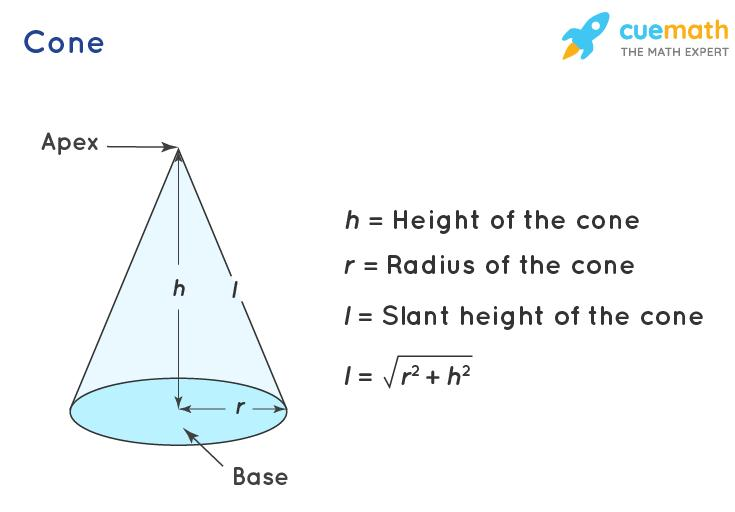 Cone
cuemath
THE MATH EXPERT
Apex
h = Height of the cone
r = Radius of the cone
h
l
l = Slant height of the cone
l = √r² + h²
r
Base